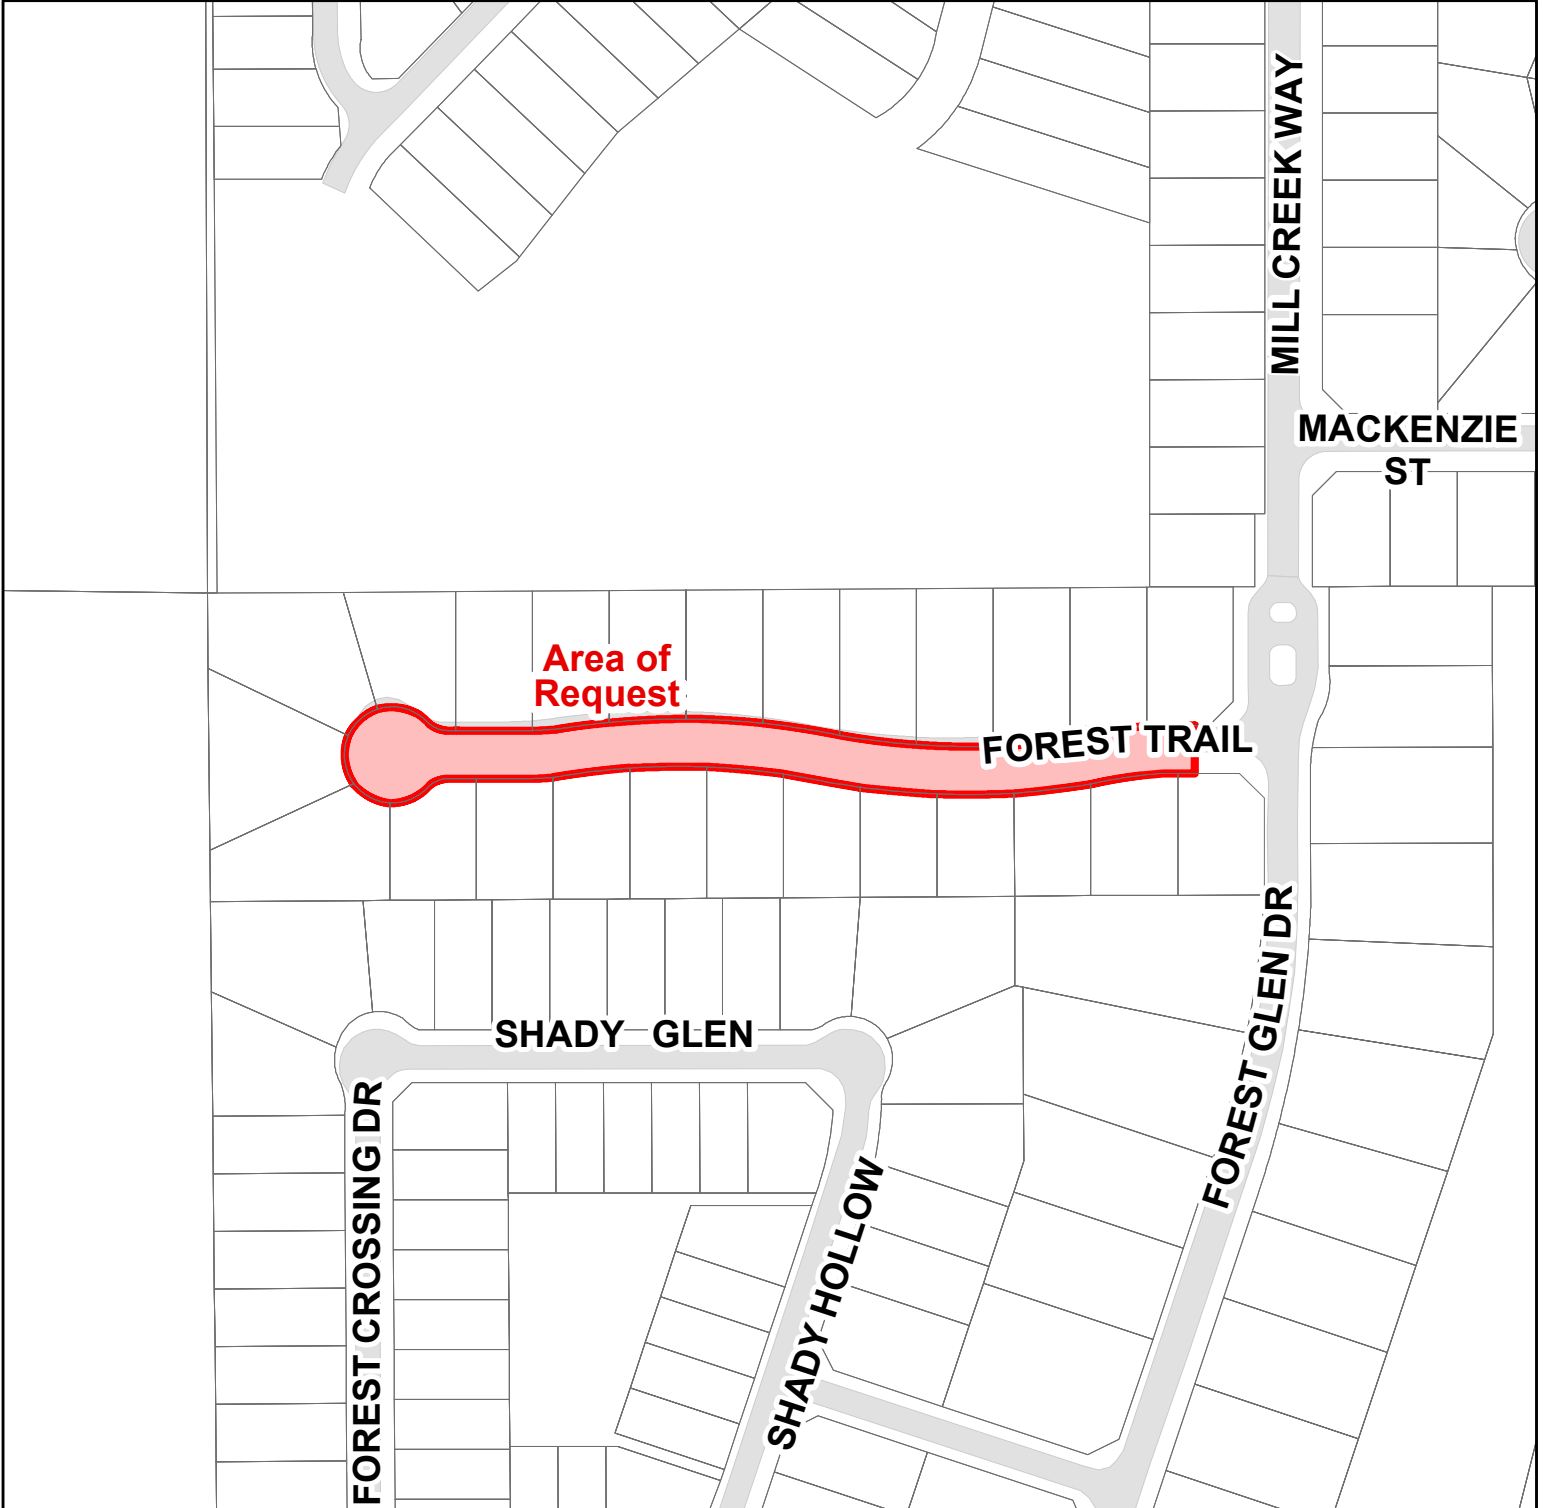 MILL CREEK WAY
MACKENZIE
ST
Area of
Request
FOREST TRAIL
FOREST GLEN DR
SHADY GLEN
FOREST CROSSING DR
SHADY HOLLOW